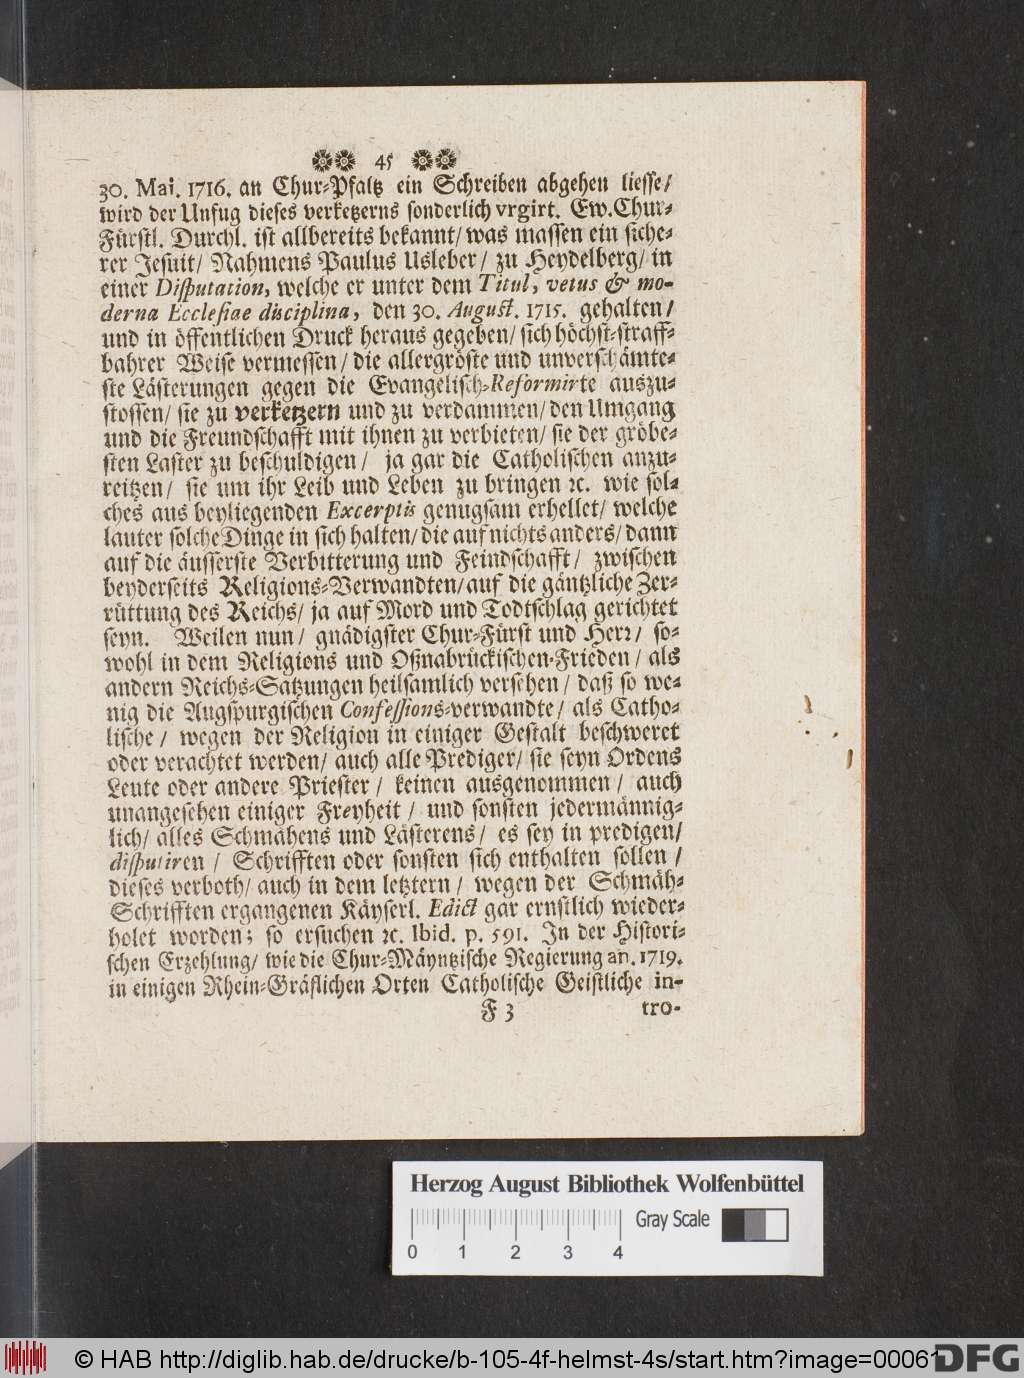 45
30. Mai. 1716. an Chur-Pfaltz ein Schreiben abgehen liesse/
wird der Unfug dieses verketzerns sonderlich vrgirt. Ew. Chur-
Fürstl. Durchl. ist allbereits bekannt/ was massen ein siche-
rer Jesuit/ Nahmens Paulus Usleber/ zu Heydelberg/ in
einer Disputation, welche er unter dem Titul, vetus & mo-
derna Ecclesiae disciplina, den 30. August. 1715. gehalten/
und in öffentlichen Druck heraus gegeben/ sich höchst-straff-
bahrer Weise vermessen/ die allergröste und unverschämte-
ste Lästerungen gegen die Evangelisch-Reformirte auszu-
stossen/ sie zu verketzern und zu verdammen/ den Umgang
und die Freundschafft mit ihnen zu verbieten/ sie der gröbe-
sten Laster zu beschuldigen/ ja gar die Catholischen anzu-
reitzen/ sie um ihr Leib und Leben zu bringen ꝛc. wie sol-
ches aus beyliegenden Excerptis genugsam erhellet/ welche
lauter solche Dinge in sich halten/ die auf nichts anders/ dann
auf die äusserste Verbitterung und Feindschafft/ zwischen
beyderseits Religions-Verwandten/ auf die gäntzliche Zer-
rüttung des Reichs/ ja auf Mord und Todtschlag gerichtet
seyn. Weilen nun/ gnädigster Chur-Fürst und Herr/ so-
wohl in dem Religions und Oßnabrückischen-Frieden/ als
andern Reichs-Satzungen heilsamlich versehen/ daß so we-
nig die Augspurgischen Confessions-verwandte/ als Catho-
lische/ wegen der Religion in einiger Gestalt beschweret
oder verachtet werden/ auch alle Prediger/ sie seyn Ordens
Leute oder andere Priester/ keinen ausgenommen/ auch
unangesehen einiger Freyheit/ und sonsten jedermännig-
lich/ alles Schmähens und Lästerens/ es sey in predigen/
disputiren/ Schrifften oder sonsten sich enthalten sollen/
dieses verboth/ auch in dem letztern/ wegen der Schmäh-
Schrifften ergangenen Käyserl. Edict gar ernstlich wieder-
holet worden; so ersuchen ꝛc. Ibid. p. 591. In der Histori-
schen Erzehlung/ wie die Chur-Mäyntzische Regierung an. 1719.
in einigen Rhein-Gräflichen Orten Catholische Geistliche in-
F 3 tro-
Herzog August Bibliothek Wolfenbüttel
Gray Scale
0 1 2 3 4
© HAB http://diglib.hab.de/drucke/b-105-4f-helmst-4s/start.htm?image=00061
DFG